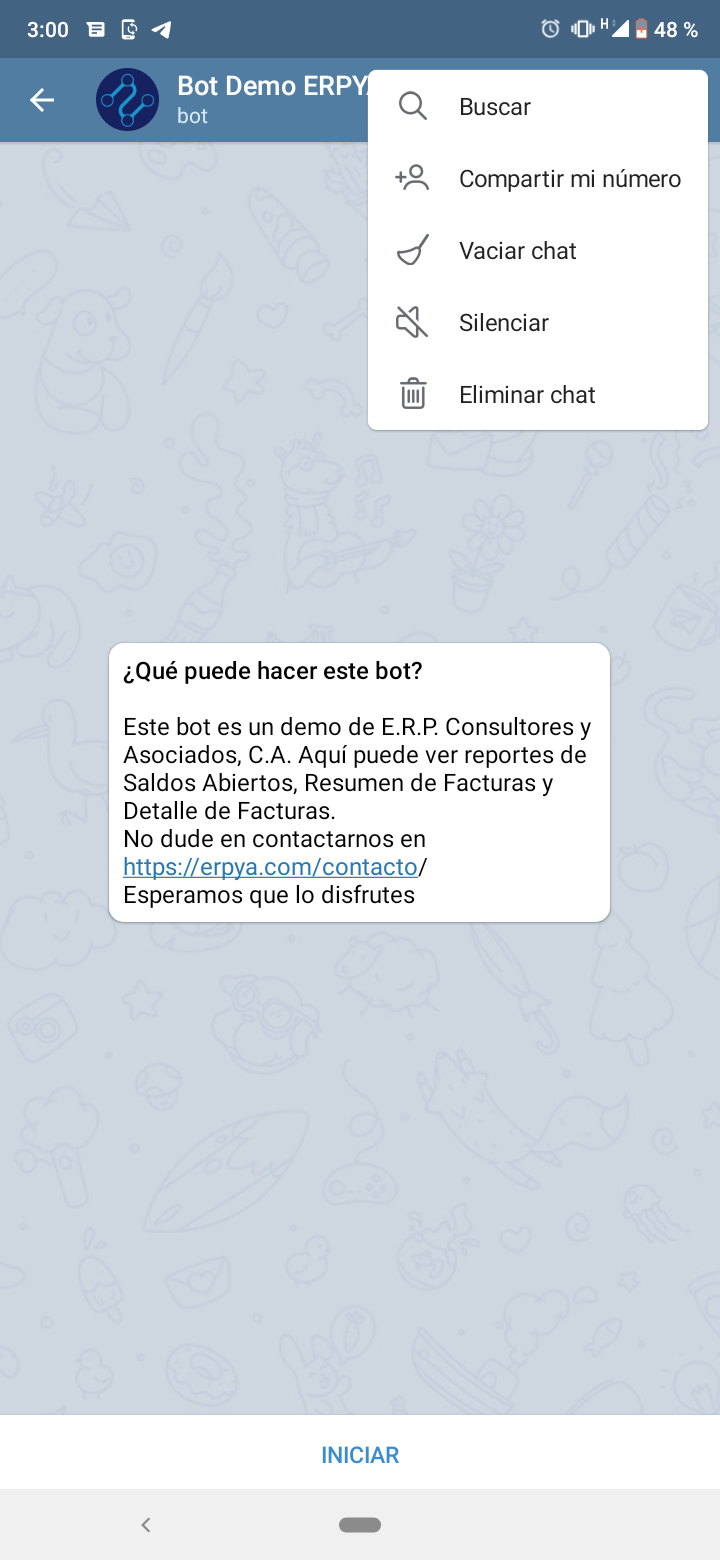 3:00
H
48 %
Bot Demo ERPYA
bot
Buscar
Compartir mi número
Vaciar chat
Silenciar
Eliminar chat
¿Qué puede hacer este bot?
Este bot es un demo de E.R.P. Consultores y
Asociados, C.A. Aquí puede ver reportes de
Saldos Abiertos, Resumen de Facturas y
Detalle de Facturas.
No dude en contactarnos en
https://erpya.com/contacto/
Esperamos que lo disfrutes
INICIAR